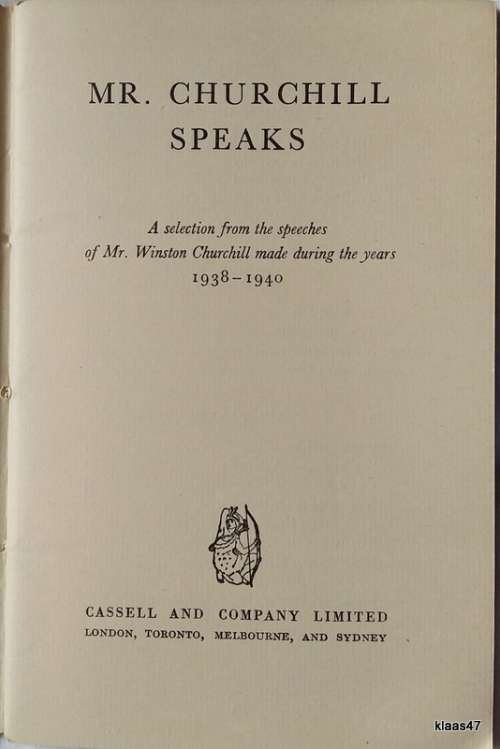 MR. CHURCHILL
SPEAKS
A selection from the speeches
of Mr. Winston Churchill made during the years
1938–1940
CASSELL AND COMPANY LIMITED
LONDON, TORONTO, MELBOURNE, AND SYDNEY
klaas47